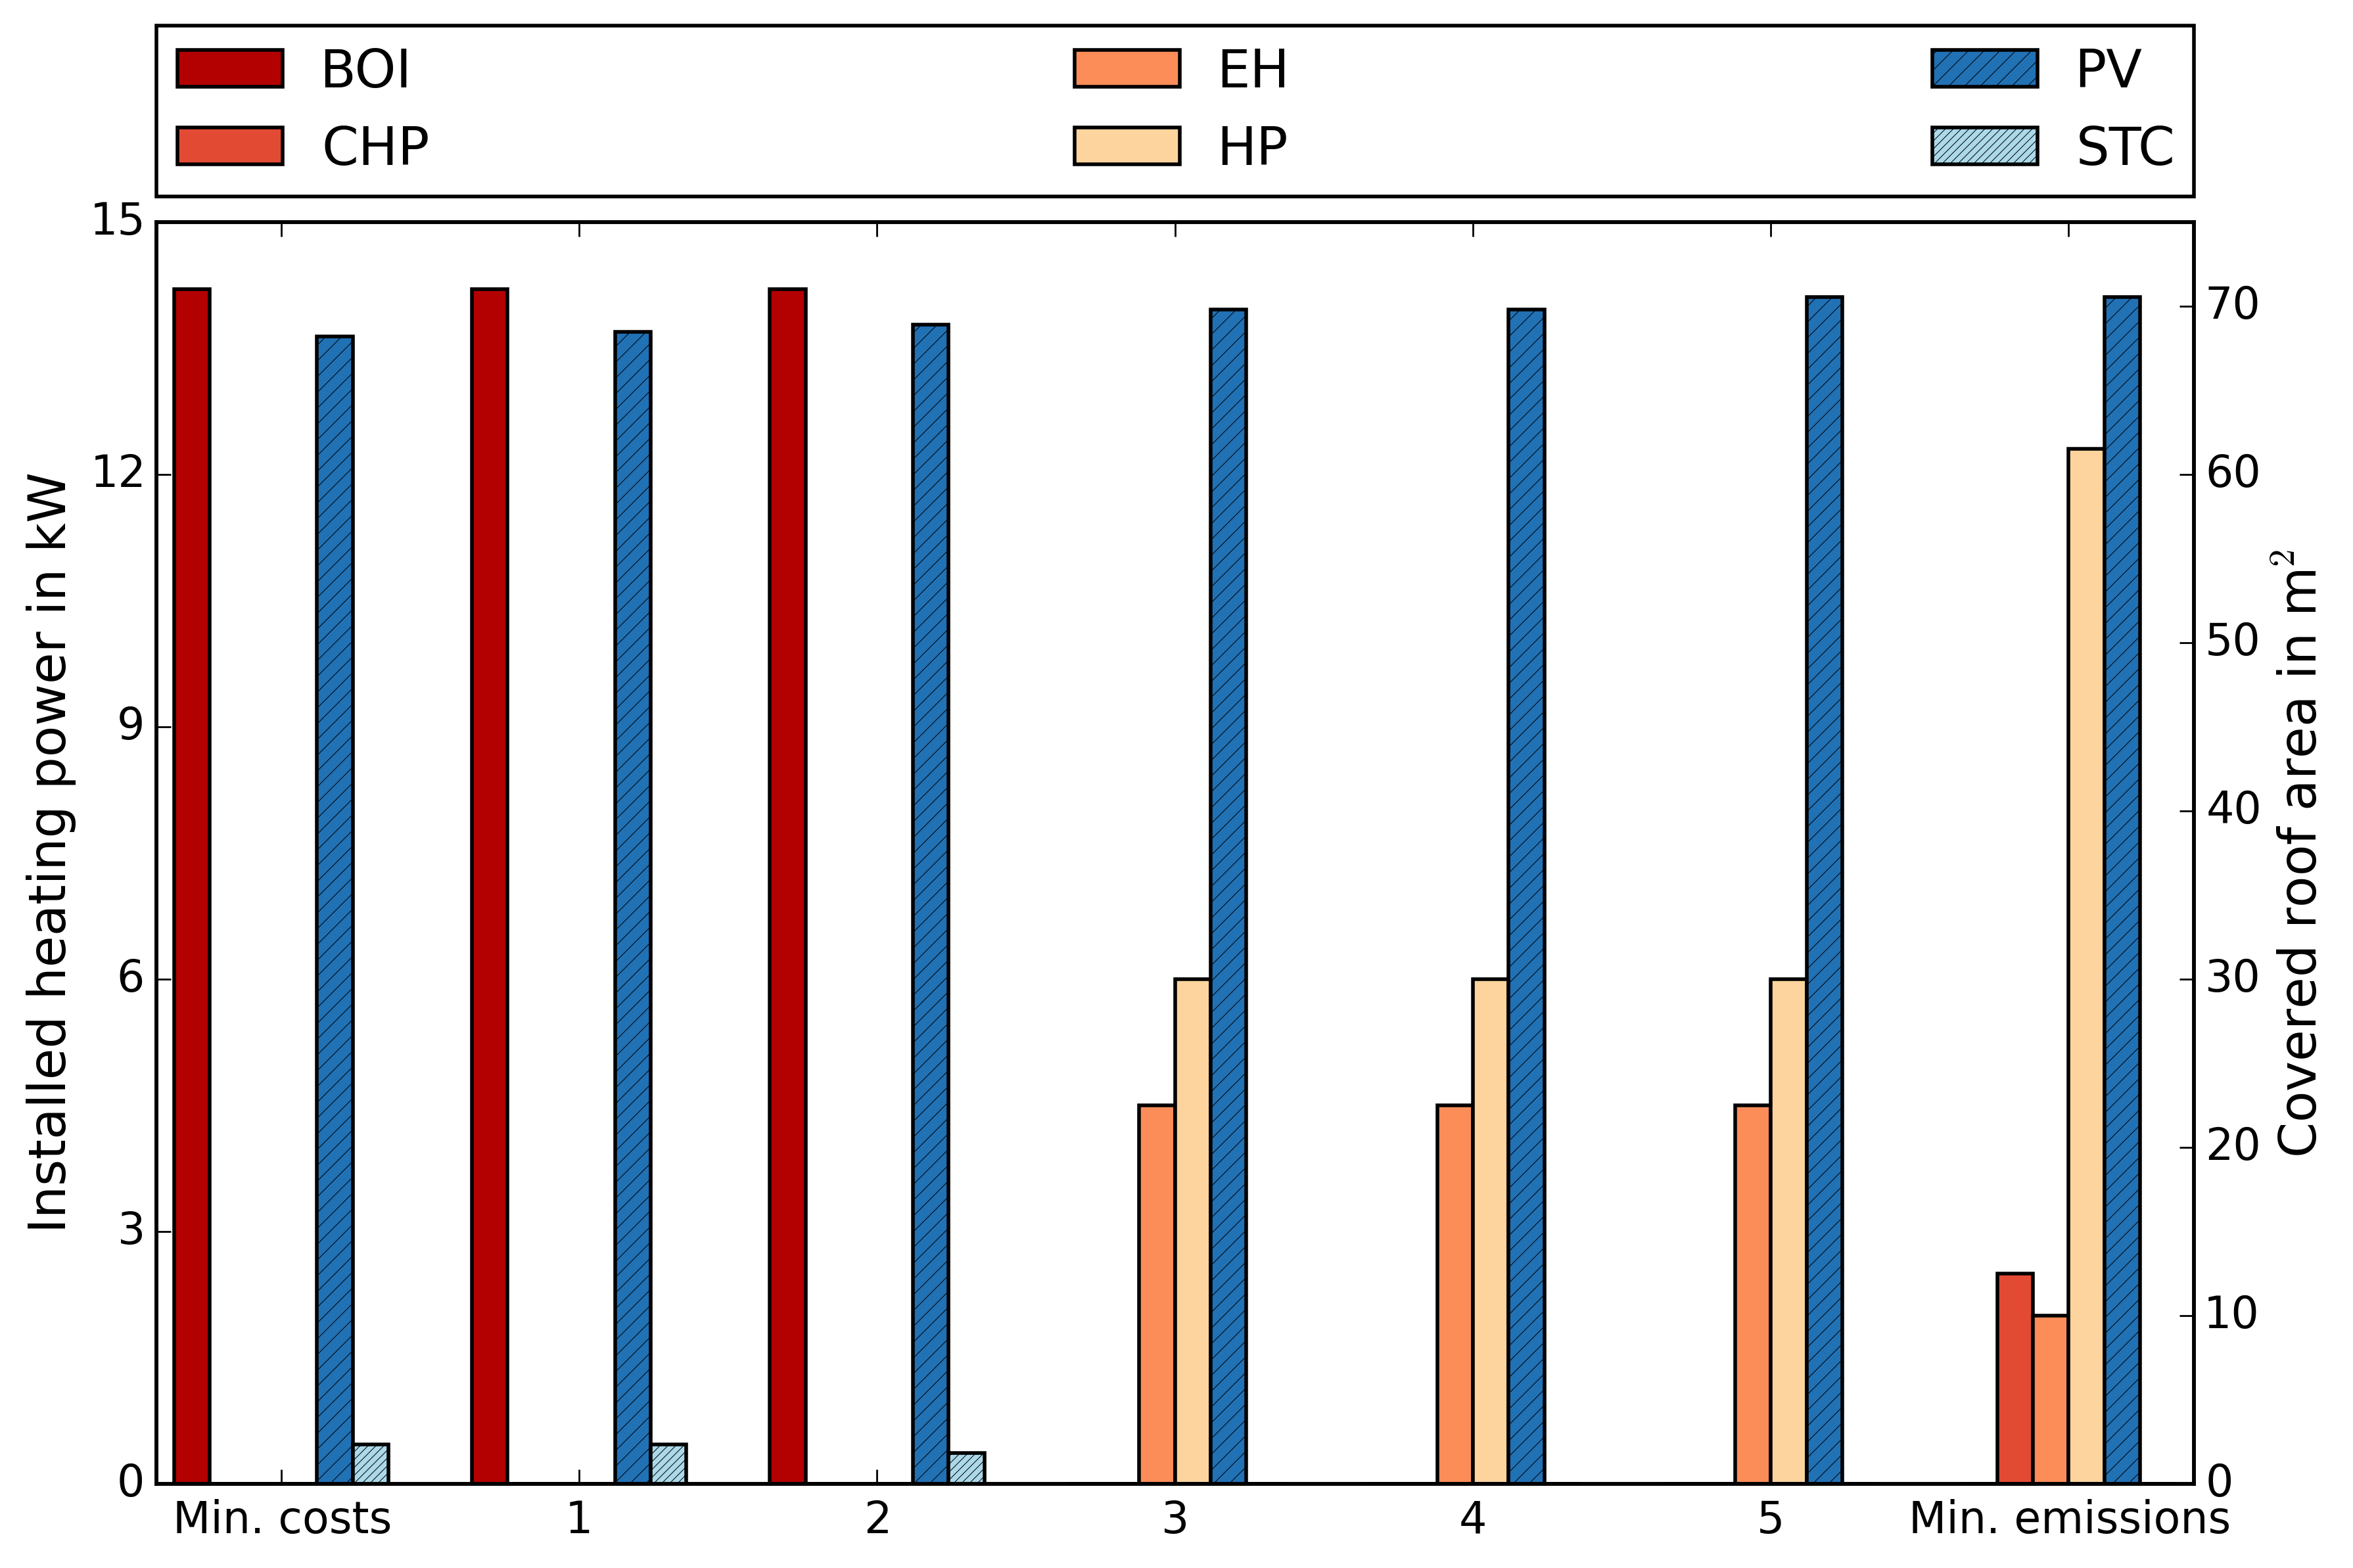 BOI EH PV
CHP HP STC
15
12
9
6
3
0
Installed heating power in kW
70
60
50
40
30
20
10
0
Covered roof area in m²
Min. costs 1 2 3 4 5 Min. emissions